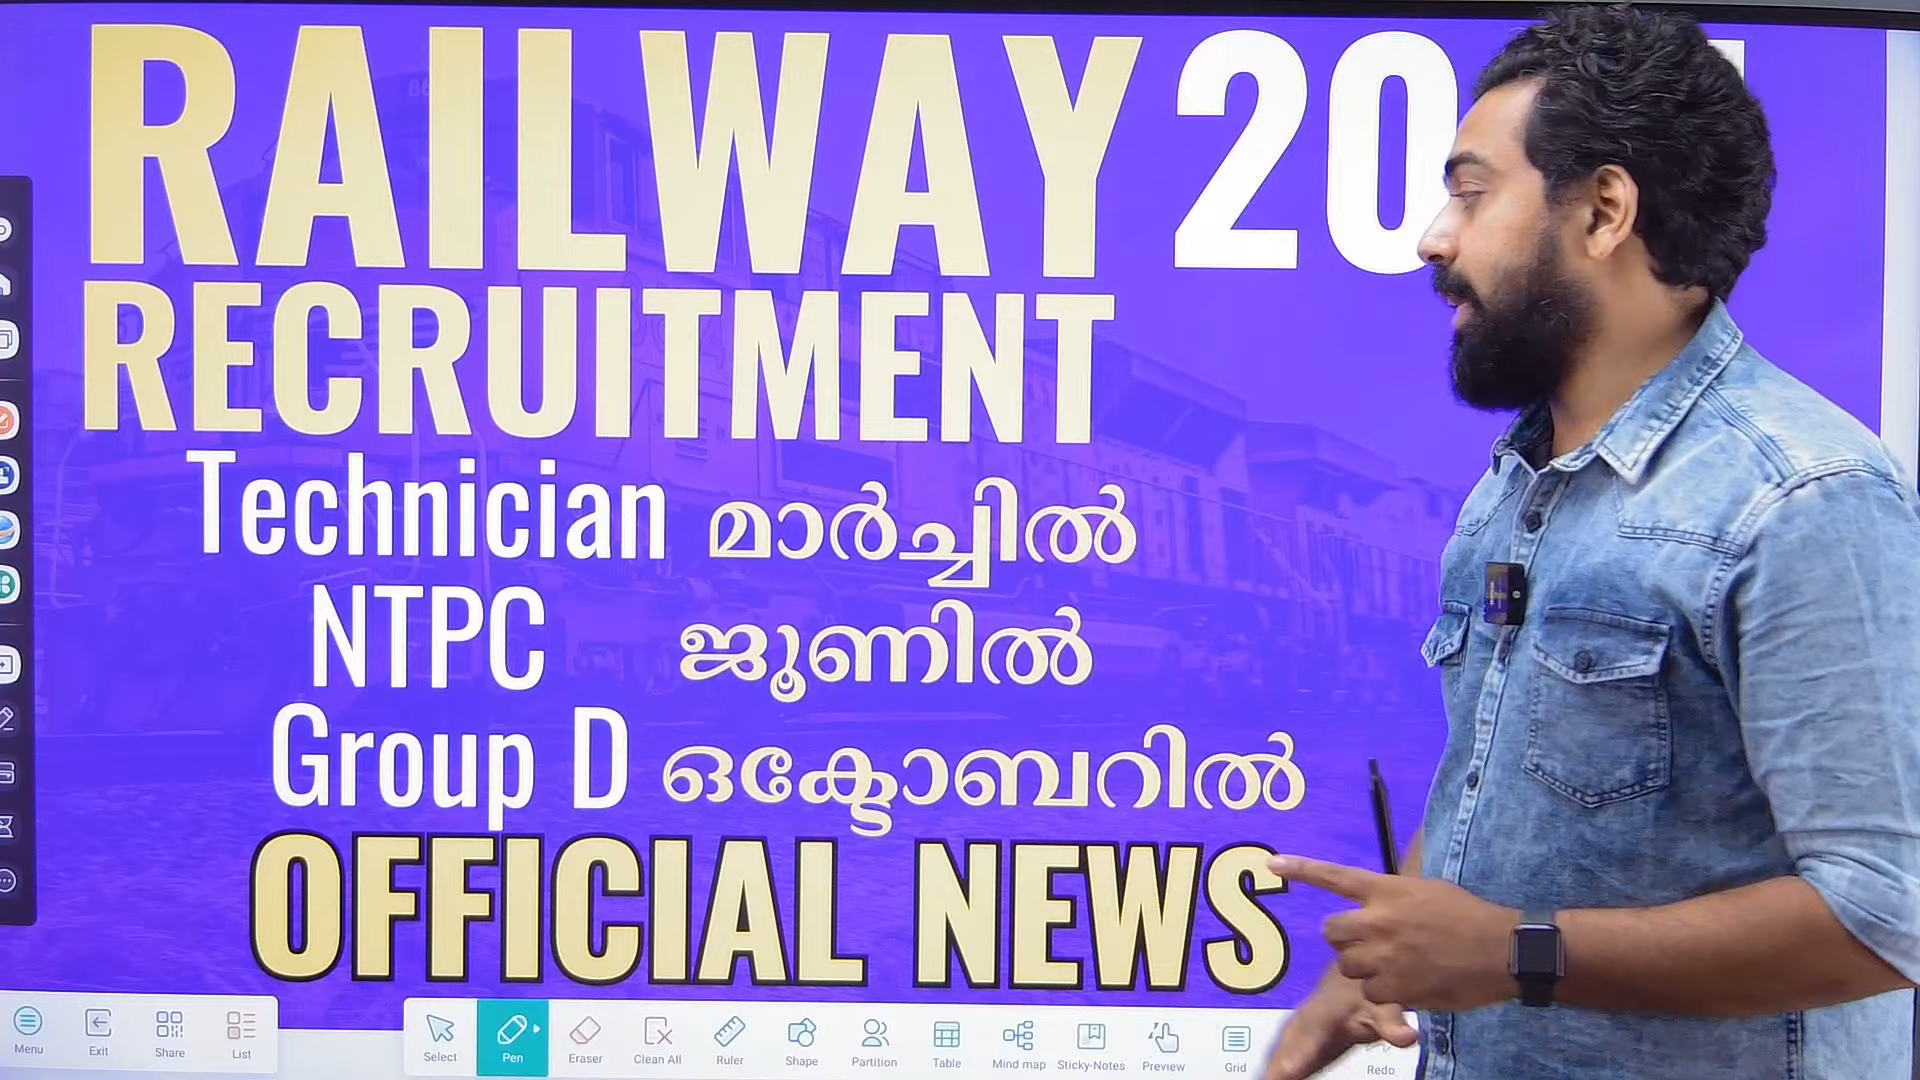 RAILWAY 20
RECRUITMENT
Technician മാർച്ചിൽ
NTPC ജൂണിൽ
Group D ഒക്ടോബറിൽ
OFFICIAL NEWS
Menu Exit Share List Select Pen Eraser Clean All Ruler Shape Partition Table Mind map Sticky-Notes Preview Grid Redo